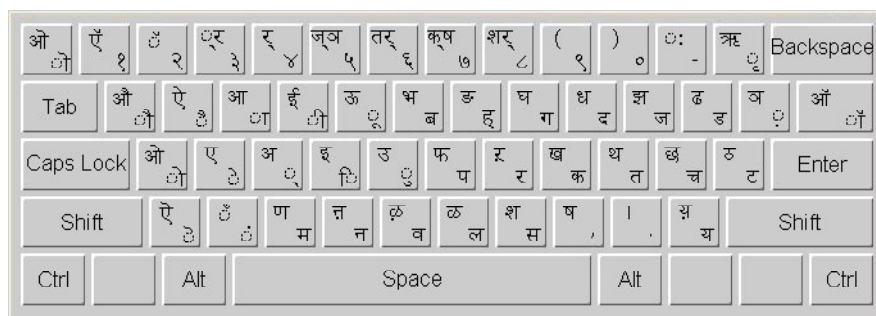 ऒ ॊ ऍ १ ॅ २ ्र ३ र् ४ ज्ञ ५ त्र ६ क्ष ७ श्र ८ ( ९ ) ० ः : - ऋ ृ Backspace
Tab औ ौ ऐ ै आ ा ई ी ऊ ू भ ब ङ ह घ ग ध द झ ज ढ ड ञ ़ ऑ ॉ
Caps Lock ओ ो ए े अ ् इ ि उ ु फ प ऱ र ख क थ त छ च ठ ट Enter
Shift ऎ ॆ ँ ं ण म ऩ न ऴ व ळ ल श स ष , । . य़ य Shift
Ctrl Alt Space Alt Ctrl